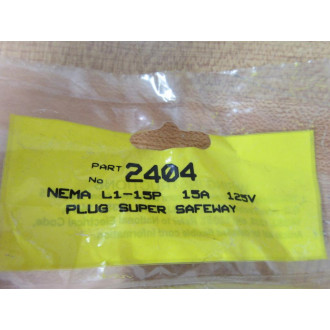 PART No 2404
NEMA L1-15P 15A 125V
PLUG SUPER SAFEWAY